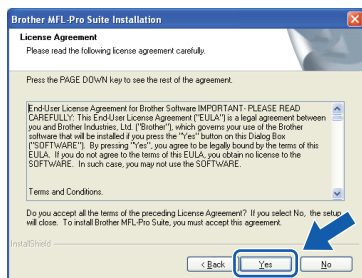 Brother MFL-Pro Suite Installation
License Agreement
Please read the following license agreement carefully.
Press the PAGE DOWN key to see the rest of the agreement.
End-User License Agreement for Brother Software IMPORTANT- PLEASE READ
CAREFULLY: This End-User License Agreement ("EULA") is a legal agreement between
you and Brother Industries, Ltd. ("Brother"), which governs your use of the Brother
software that will be installed if you press the "Yes" button on this Dialog Box
("SOFTWARE"). By pressing "Yes", you agree to be legally bound by the terms of this
EULA. If you do not agree to the terms of this EULA, you obtain no license to the
SOFTWARE. In such case, you may not use the SOFTWARE.
Terms and Conditions.
Do you accept all the terms of the preceding License Agreement? If you select No, the setup
will close. To install Brother MFL-Pro Suite, you must accept this agreement.
InstallShield
< Back
Yes
No